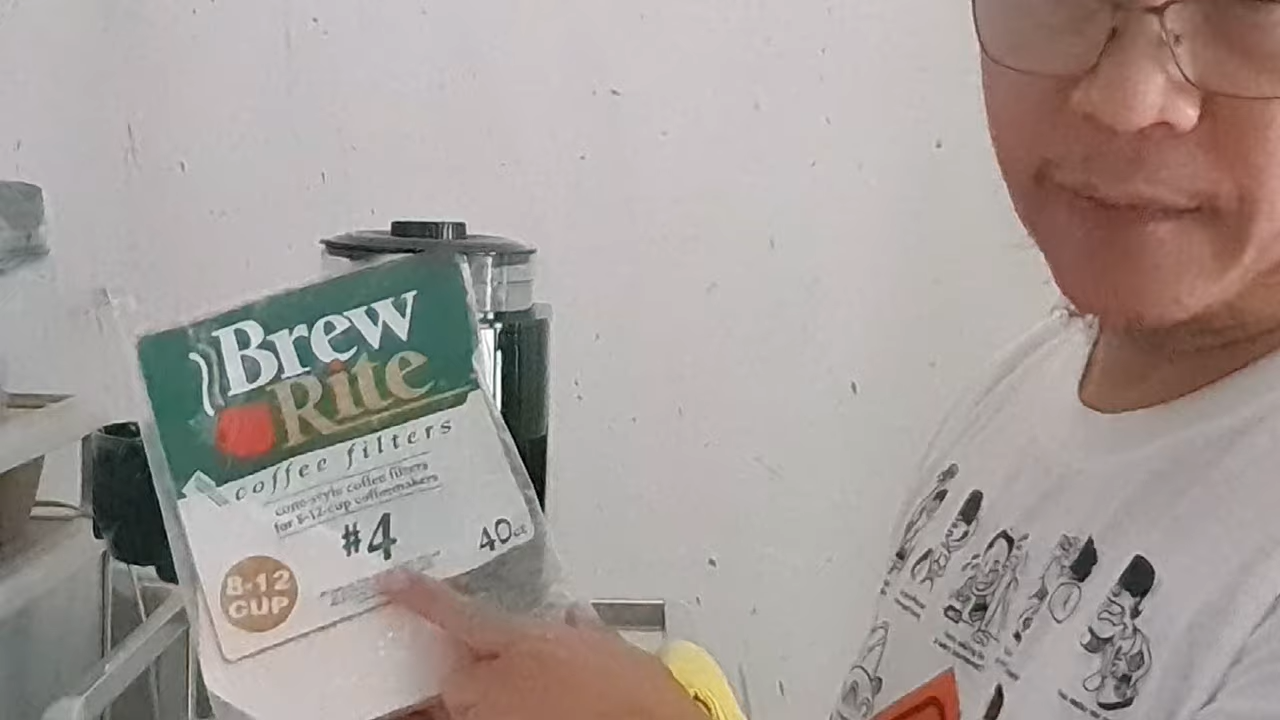 Brew
Rite
coffee filters
cone-style coffee filters
for 8-12-cup coffeemakers
#4
40ct
8-12
CUP